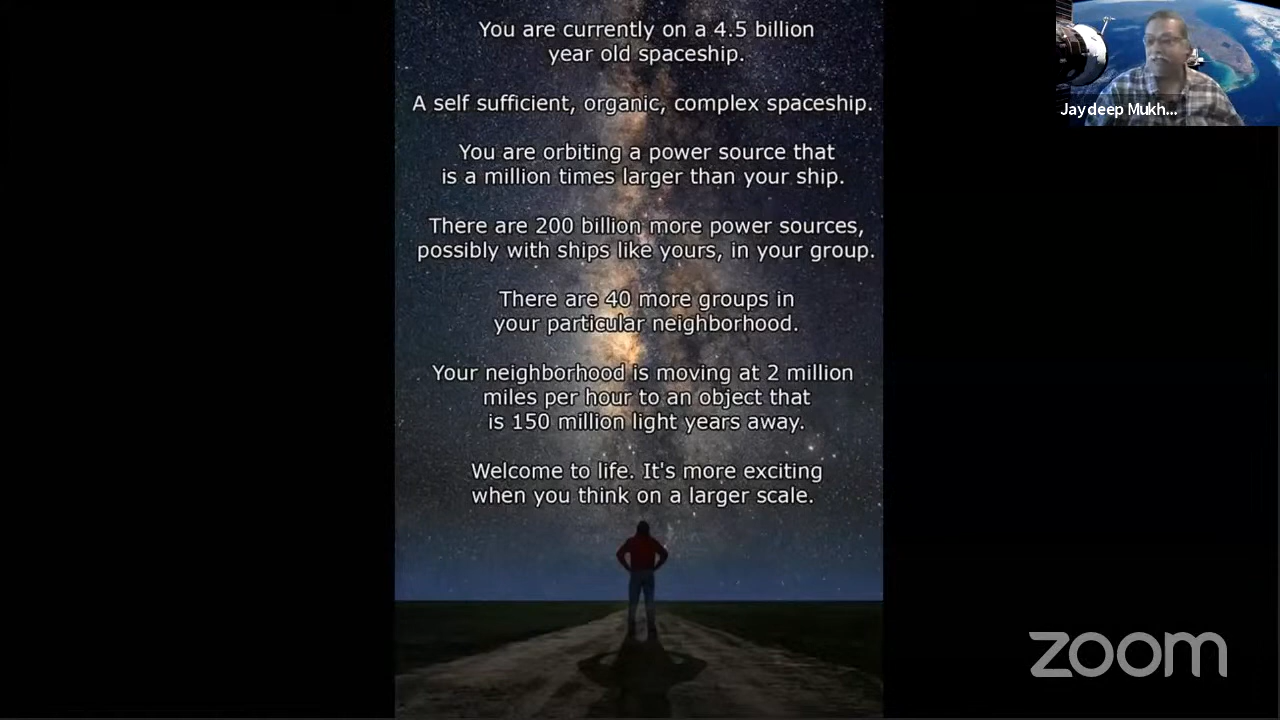 You are currently on a 4.5 billion
year old spaceship.
A self sufficient, organic, complex spaceship.
You are orbiting a power source that
is a million times larger than your ship.
There are 200 billion more power sources,
possibly with ships like yours, in your group.
There are 40 more groups in
your particular neighborhood.
Your neighborhood is moving at 2 million
miles per hour to an object that
is 150 million light years away.
Welcome to life. It's more exciting
when you think on a larger scale.
Jaydeep Mukh...
zoom